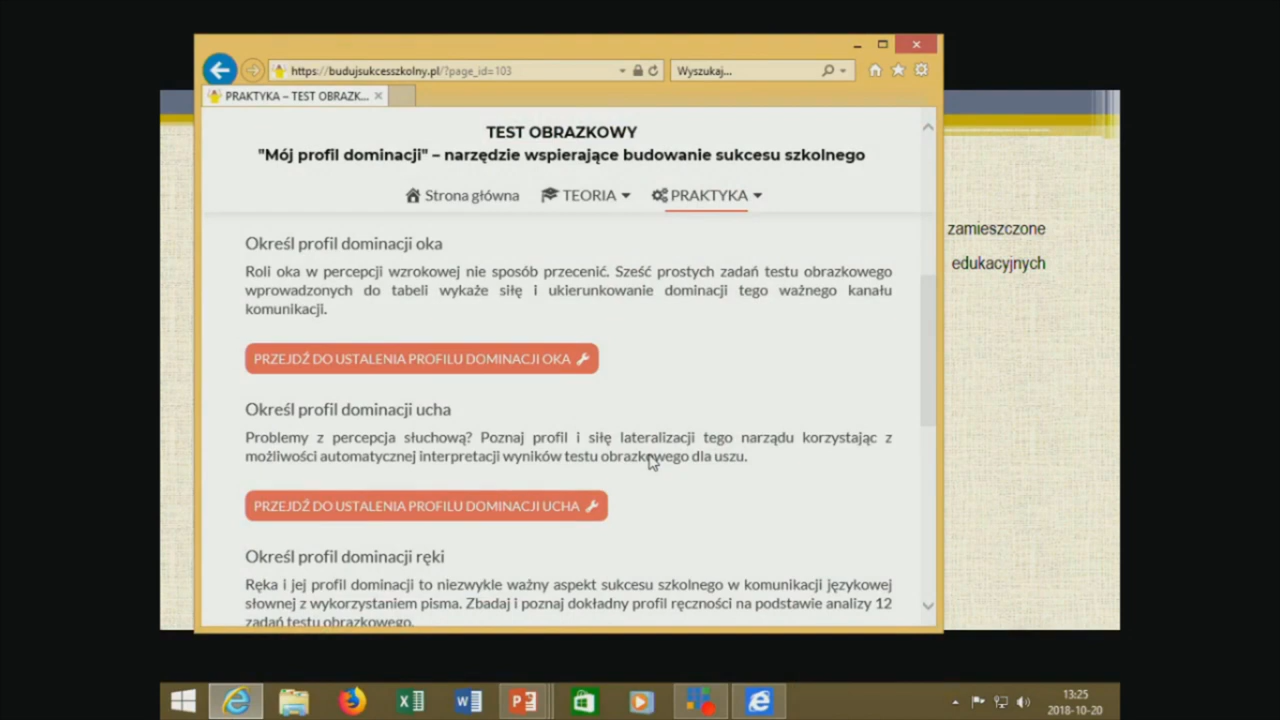 https://budujsukcesszkolny.pl/?page_id=103
Wyszukaj...
PRAKTYKA – TEST OBRAZK...
TEST OBRAZKOWY
"Mój profil dominacji" – narzędzie wspierające budowanie sukcesu szkolnego
Strona główna TEORIA PRAKTYKA
Określ profil dominacji oka
Roli oka w percepcji wzrokowej nie sposób przecenić. Sześć prostych zadań testu obrazkowego
wprowadzonych do tabeli wykaże siłę i ukierunkowanie dominacji tego ważnego kanału
komunikacji.
PRZEJDŹ DO USTALENIA PROFILU DOMINACJI OKA
Określ profil dominacji ucha
Problemy z percepcja słuchową? Poznaj profil i siłę lateralizacji tego narządu korzystając z
możliwości automatycznej interpretacji wyników testu obrazkowego dla uszu.
PRZEJDŹ DO USTALENIA PROFILU DOMINACJI UCHA
Określ profil dominacji ręki
Ręka i jej profil dominacji to niezwykle ważny aspekt sukcesu szkolnego w komunikacji językowej
słownej z wykorzystaniem pisma. Zbadaj i poznaj dokładny profil ręczności na podstawie analizy 12
zadań testu obrazkowego.
zamieszczone
edukacyjnych
13:25
2018-10-20